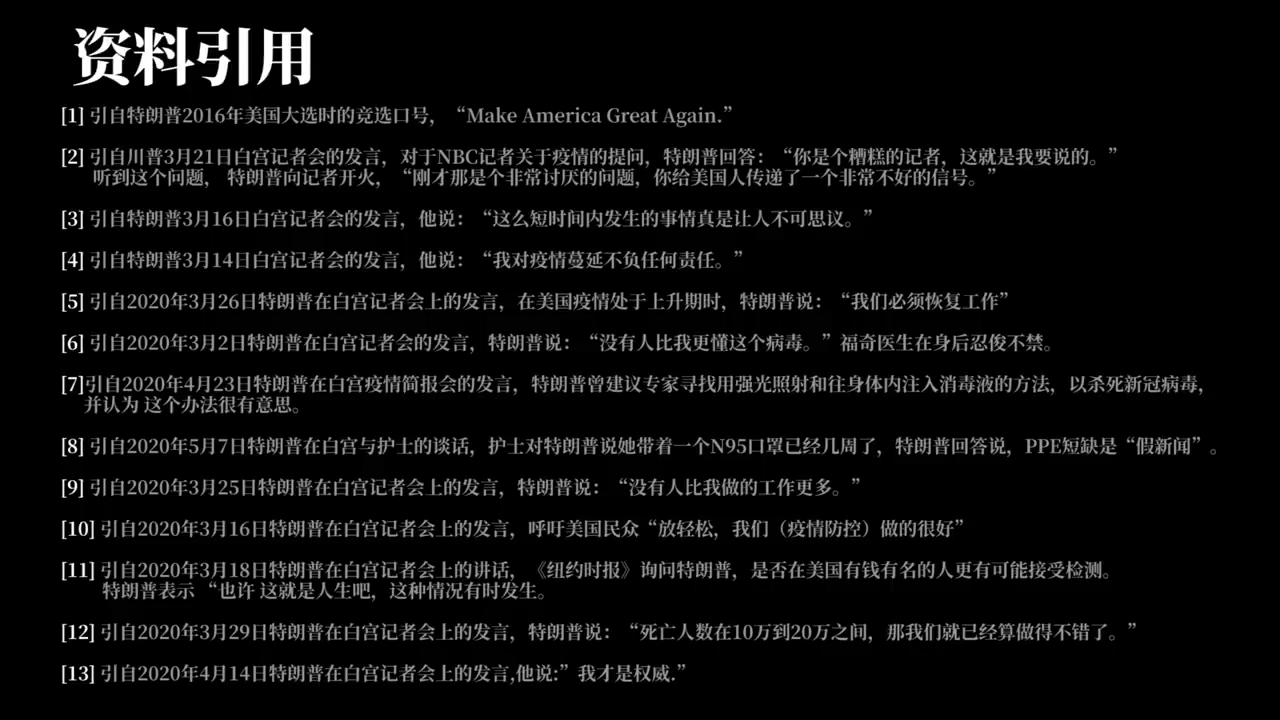 资料引用
[1] 引自特朗普2016年美国大选时的竞选口号，“Make America Great Again.”
[2] 引自川普3月21日白宫记者会的发言，对于NBC记者关于疫情的提问，特朗普回答：“你是个糟糕的记者，这就是我要说的。”
听到这个问题， 特朗普向记者开火，“刚才那是个非常讨厌的问题，你给美国人传递了一个非常不好的信号。”
[3] 引自特朗普3月16日白宫记者会的发言，他说：“这么短时间内发生的事情真是让人不可思议。”
[4] 引自特朗普3月14日白宫记者会的发言，他说：“我对疫情蔓延不负任何责任。”
[5] 引自2020年3月26日特朗普在白宫记者会上的发言，在美国疫情处于上升期时，特朗普说：“我们必须恢复工作”
[6] 引自2020年3月2日特朗普在白宫记者会的发言，特朗普说：“没有人比我更懂这个病毒。”福奇医生在身后忍俊不禁。
[7]引自2020年4月23日特朗普在白宫疫情简报会的发言，特朗普曾建议专家寻找用强光照射和往身体内注入消毒液的方法，以杀死新冠病毒，
并认为 这个办法很有意思。
[8] 引自2020年5月7日特朗普在白宫与护士的谈话，护士对特朗普说她带着一个N95口罩已经几周了，特朗普回答说，PPE短缺是“假新闻”。
[9] 引自2020年3月25日特朗普在白宫记者会上的发言，特朗普说：“没有人比我做的工作更多。”
[10] 引自2020年3月16日特朗普在白宫记者会上的发言，呼吁美国民众“放轻松，我们（疫情防控）做的很好”
[11] 引自2020年3月18日特朗普在白宫记者会上的讲话，《纽约时报》询问特朗普，是否在美国有钱有名的人更有可能接受检测。
特朗普表示 “也许 这就是人生吧，这种情况有时发生。
[12] 引自2020年3月29日特朗普在白宫记者会上的发言，特朗普说：“死亡人数在10万到20万之间，那我们就已经算做得不错了。”
[13] 引自2020年4月14日特朗普在白宫记者会上的发言,他说:”我才是权威.”